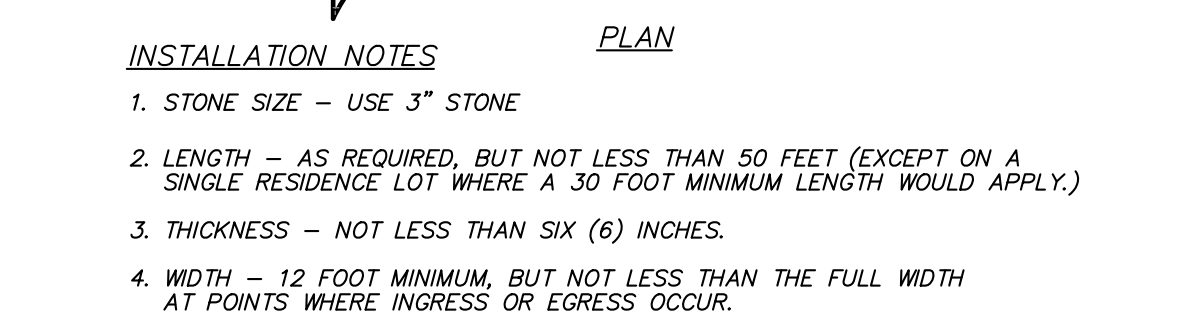 PLAN
INSTALLATION NOTES
1. STONE SIZE – USE 3" STONE
2. LENGTH – AS REQUIRED, BUT NOT LESS THAN 50 FEET (EXCEPT ON A
SINGLE RESIDENCE LOT WHERE A 30 FOOT MINIMUM LENGTH WOULD APPLY.)
3. THICKNESS – NOT LESS THAN SIX (6) INCHES.
4. WIDTH – 12 FOOT MINIMUM, BUT NOT LESS THAN THE FULL WIDTH
AT POINTS WHERE INGRESS OR EGRESS OCCUR.